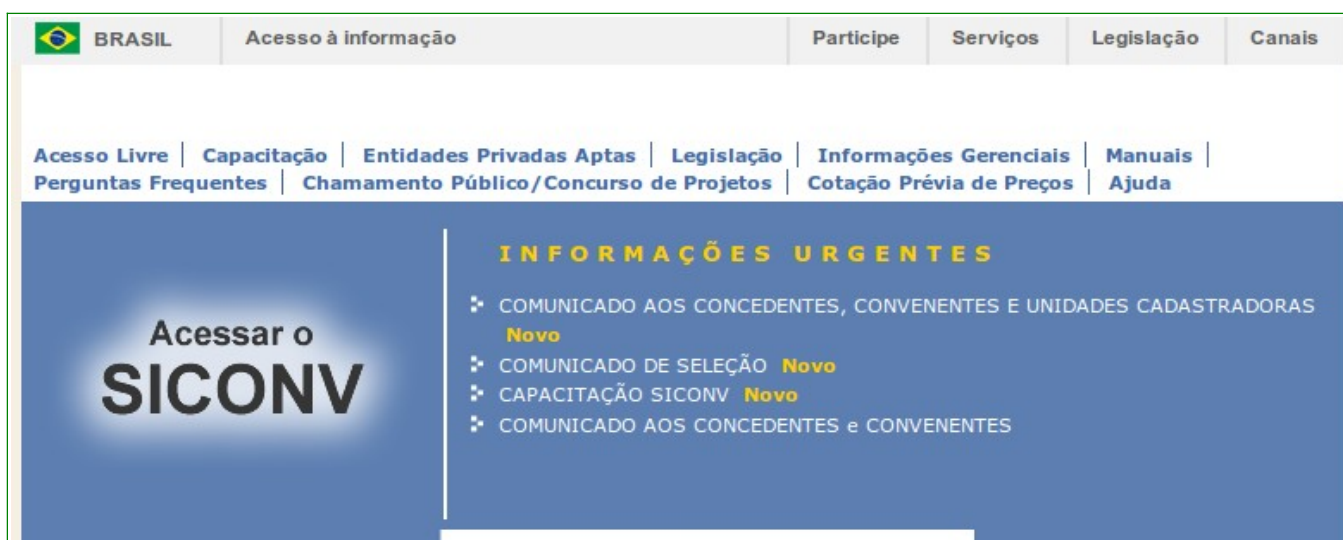 BRASIL Acesso à informação Participe Serviços Legislação Canais
Acesso Livre | Capacitação | Entidades Privadas Aptas | Legislação | Informações Gerenciais | Manuais |
Perguntas Frequentes | Chamamento Público/Concurso de Projetos | Cotação Prévia de Preços | Ajuda
Acessar o
SICONV
INFORMAÇÕES URGENTES
COMUNICADO AOS CONCEDENTES, CONVENENTES E UNIDADES CADASTRADORAS
Novo
COMUNICADO DE SELEÇÃO Novo
CAPACITAÇÃO SICONV Novo
COMUNICADO AOS CONCEDENTES e CONVENENTES